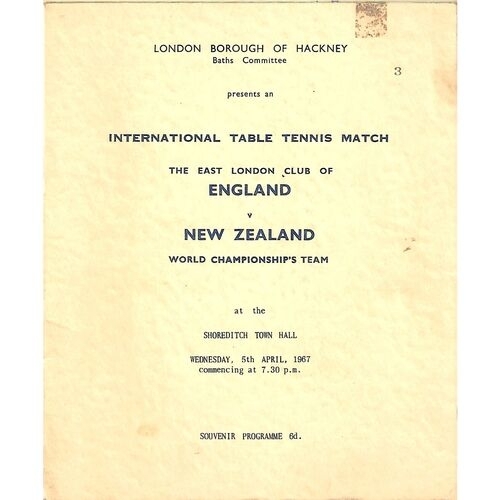 LONDON BOROUGH OF HACKNEY
Baths Committee
3
presents an
INTERNATIONAL TABLE TENNIS MATCH
THE EAST LONDON CLUB OF
ENGLAND
v
NEW ZEALAND
WORLD CHAMPIONSHIP'S TEAM
at the
SHOREDITCH TOWN HALL
WEDNESDAY, 5th APRIL, 1967
commencing at 7.30 p.m.
SOUVENIR PROGRAMME 6d.